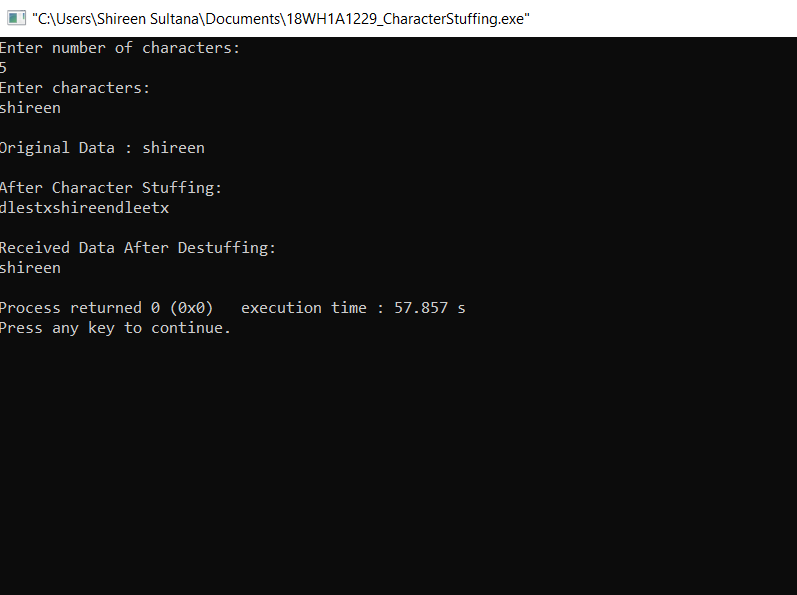 "C:\Users\Shireen Sultana\Documents\18WH1A1229_CharacterStuffing.exe"
Enter number of characters:
5
Enter characters:
shireen
Original Data : shireen
After Character Stuffing:
dlestxshireendleetx
Received Data After Destuffing:
shireen
Process returned 0 (0x0)   execution time : 57.857 s
Press any key to continue.